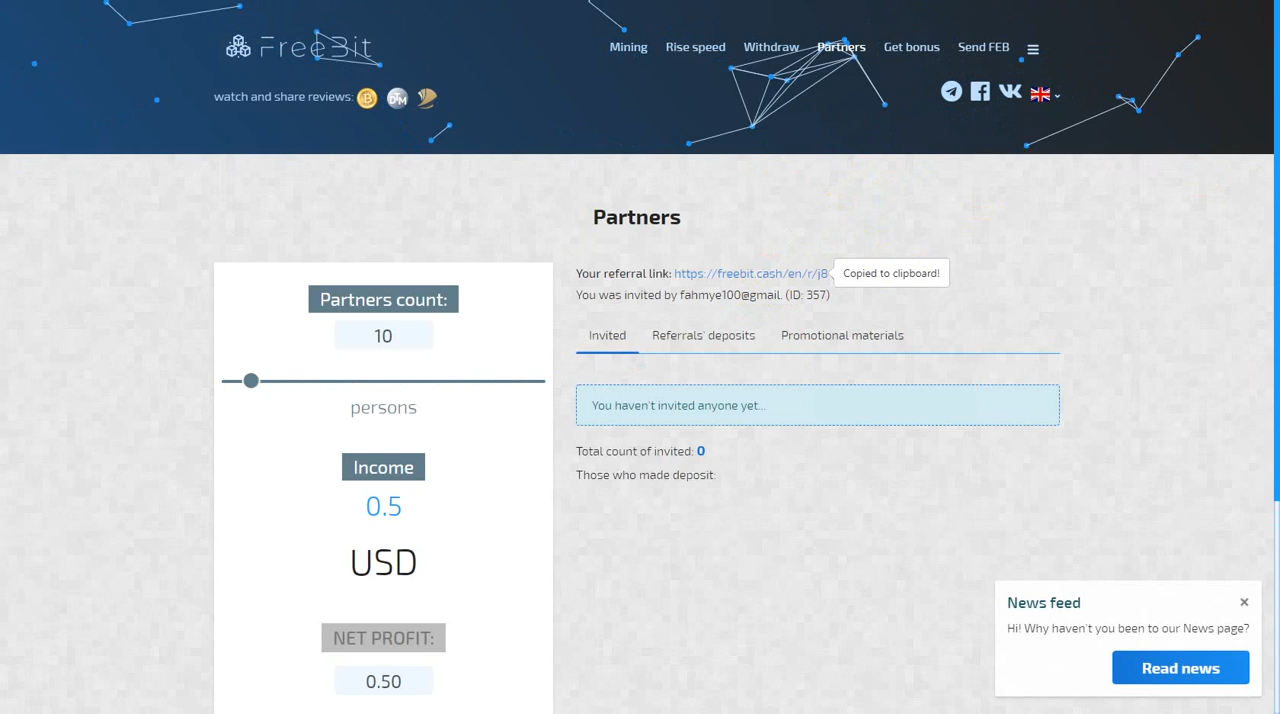 FreeBit
Mining Rise speed Withdraw Partners Get bonus Send FEB
watch and share reviews:
Partners
Your referral link: https://freebit.cash/en/r/j8
Copied to clipboard!
You was invited by fahmye100@gmail. (ID: 357)
Invited Referrals' deposits Promotional materials
You haven't invited anyone yet...
Total count of invited: 0
Those who made deposit:
Partners count:
10
persons
Income
0.5
USD
NET PROFIT:
0.50
News feed
Hi! Why haven't you been to our News page?
Read news